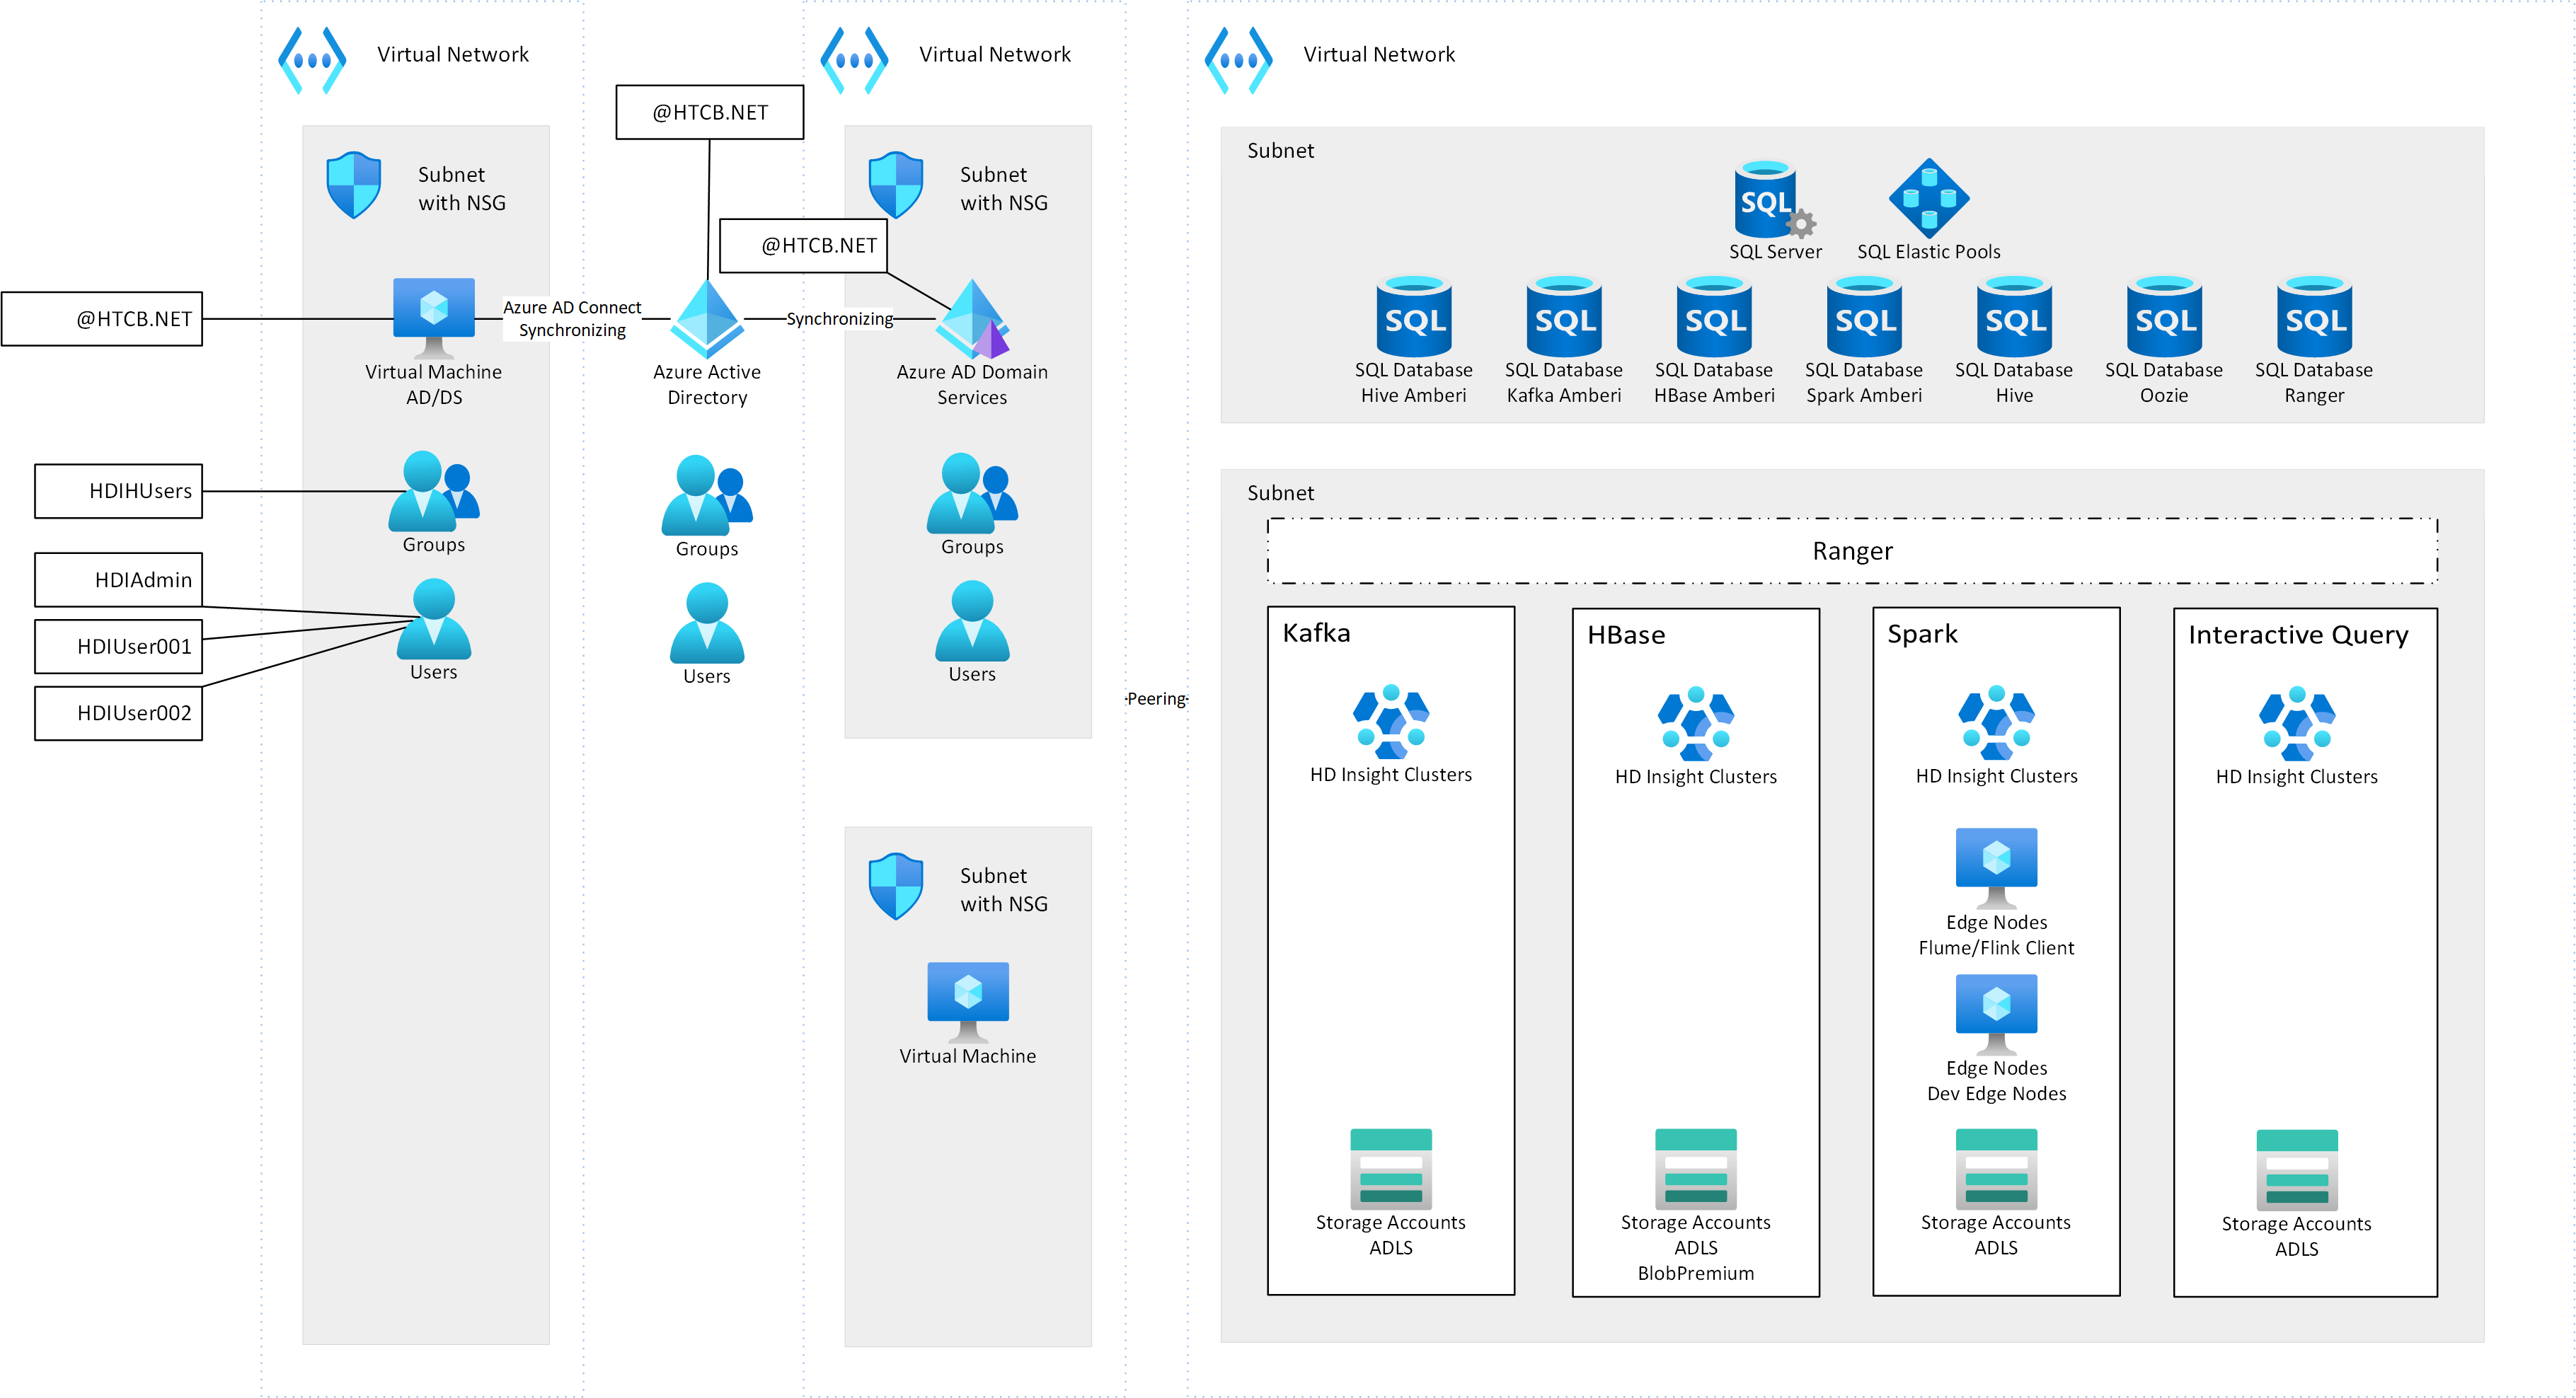 Virtual Network
Virtual Network
Virtual Network
@HTCB.NET
Subnet
with NSG
Subnet
with NSG
@HTCB.NET
@HTCB.NET
Azure AD Connect
Synchronizing
Synchronizing
Virtual Machine
AD/DS
Azure Active
Directory
Azure AD Domain
Services
HDIHUsers
Groups
Groups
Groups
HDIAdmin
HDIUser001
HDIUser002
Users
Users
Users
Peering
Subnet
with NSG
Virtual Machine
Subnet
SQL
SQL Server
SQL Elastic Pools
SQL
SQL Database
Hive Amberi
SQL
SQL Database
Kafka Amberi
SQL
SQL Database
HBase Amberi
SQL
SQL Database
Spark Amberi
SQL
SQL Database
Hive
SQL
SQL Database
Oozie
SQL
SQL Database
Ranger
Subnet
Ranger
Kafka
HD Insight Clusters
Storage Accounts
ADLS
HBase
HD Insight Clusters
Storage Accounts
ADLS
BlobPremium
Spark
HD Insight Clusters
Edge Nodes
Flume/Flink Client
Edge Nodes
Dev Edge Nodes
Storage Accounts
ADLS
Interactive Query
HD Insight Clusters
Storage Accounts
ADLS